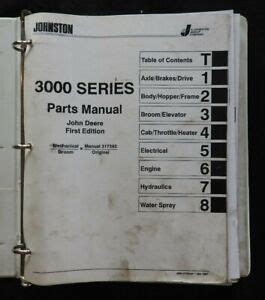 JOHNSTON
J
3000 SERIES
Parts Manual
John Deere
First Edition
Mechanical Broom • Manual 317392 Original
Table of Contents T
Axle/Brakes/Drive 1
Body/Hopper/Frame 2
Broom/Elevator 3
Cab/Throttle/Heater 4
Electrical 5
Engine 6
Hydraulics 7
Water Spray 8